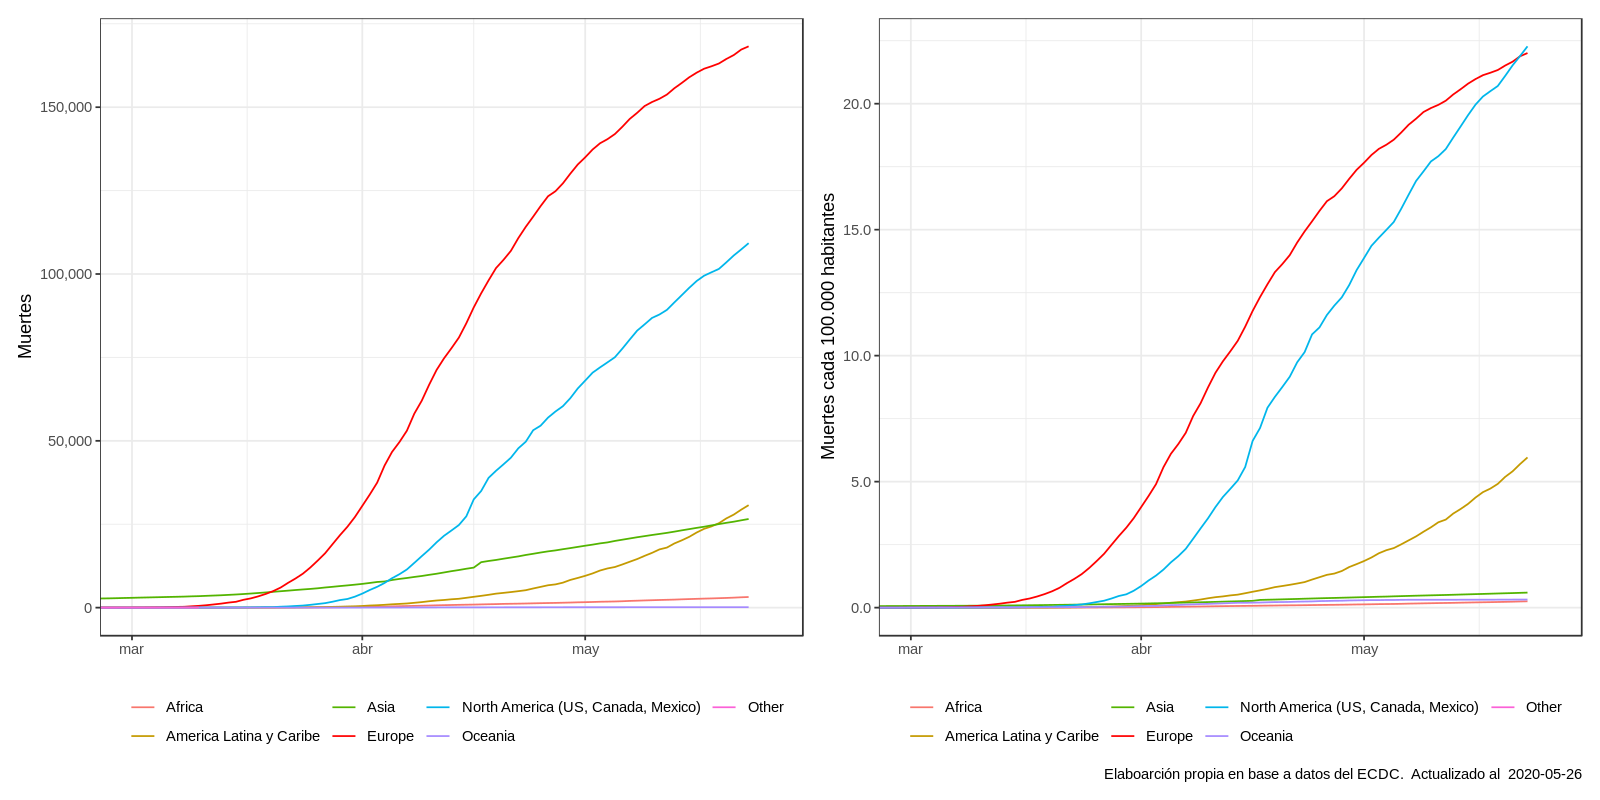 Muertes
150,000
100,000
50,000
0
mar abr may
Africa Asia North America (US, Canada, Mexico) Other
America Latina y Caribe Europe Oceania
Muertes cada 100.000 habitantes
20.0
15.0
10.0
5.0
0.0
mar abr may
Africa Asia North America (US, Canada, Mexico) Other
America Latina y Caribe Europe Oceania
Elaboarción propia en base a datos del ECDC. Actualizado al 2020-05-26